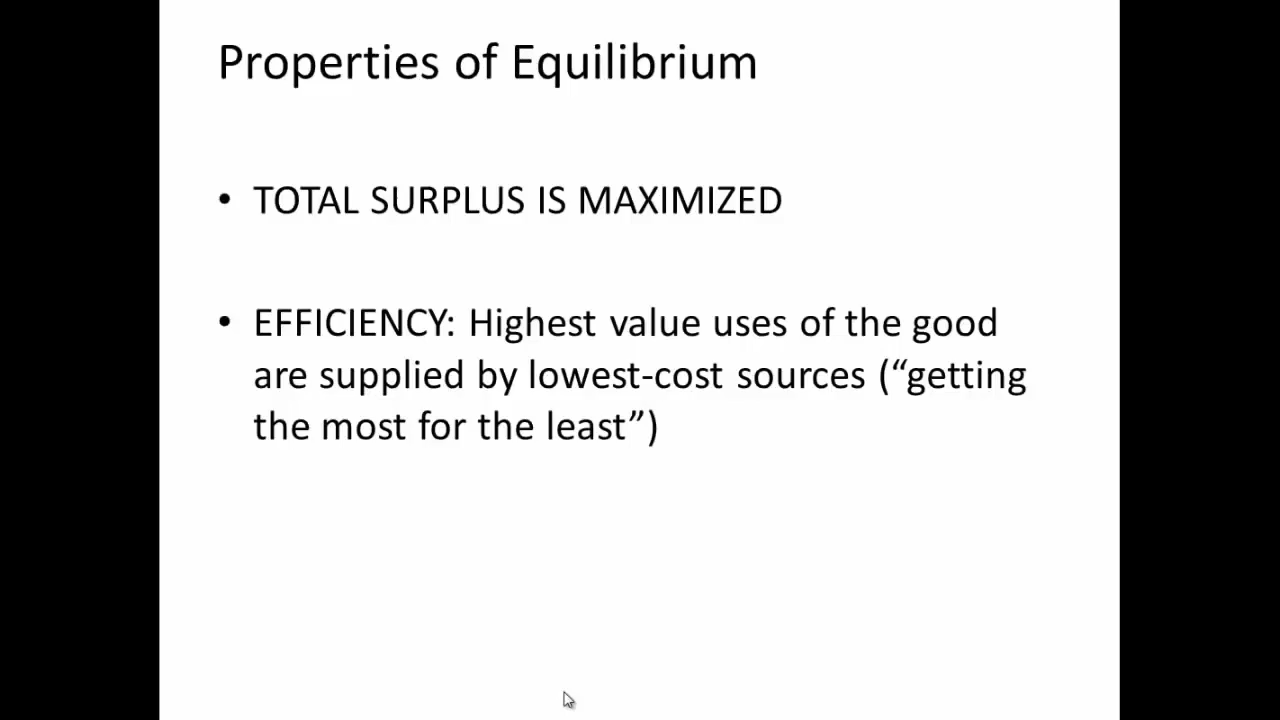 Properties of Equilibrium
• TOTAL SURPLUS IS MAXIMIZED
• EFFICIENCY: Highest value uses of the good
are supplied by lowest-cost sources (“getting
the most for the least”)